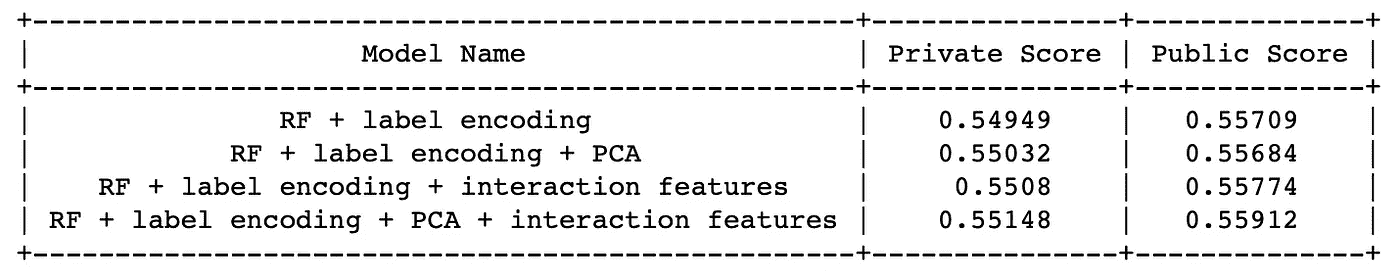 +--------------------------------------------------+---------------+--------------+
|                    Model Name                    | Private Score | Public Score |
+--------------------------------------------------+---------------+--------------+
|               RF + label encoding                |    0.54949    |   0.55709    |
|            RF + label encoding + PCA             |    0.55032    |   0.55684    |
|    RF + label encoding + interaction features    |     0.5508    |   0.55774    |
| RF + label encoding + PCA + interaction features |    0.55148    |   0.55912    |
+--------------------------------------------------+---------------+--------------+